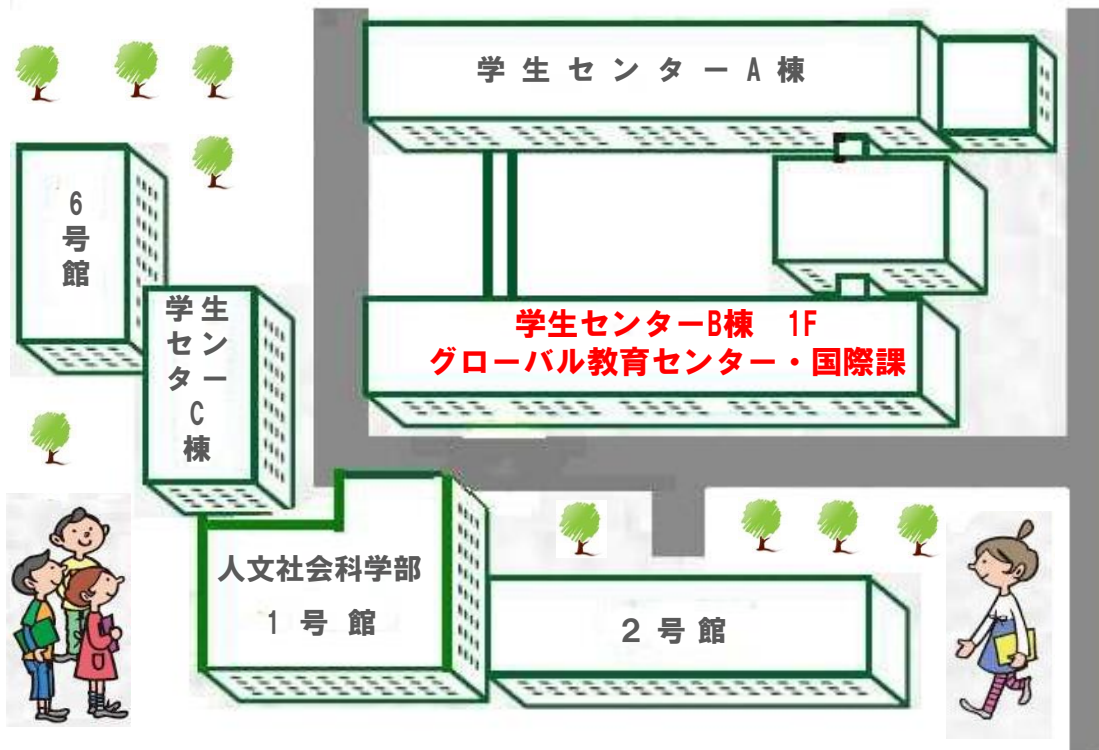 学生センターA棟
6号館
学生センターC棟
学生センターB棟 1F
グローバル教育センター・国際課
人文社会科学部
1号館
2号館